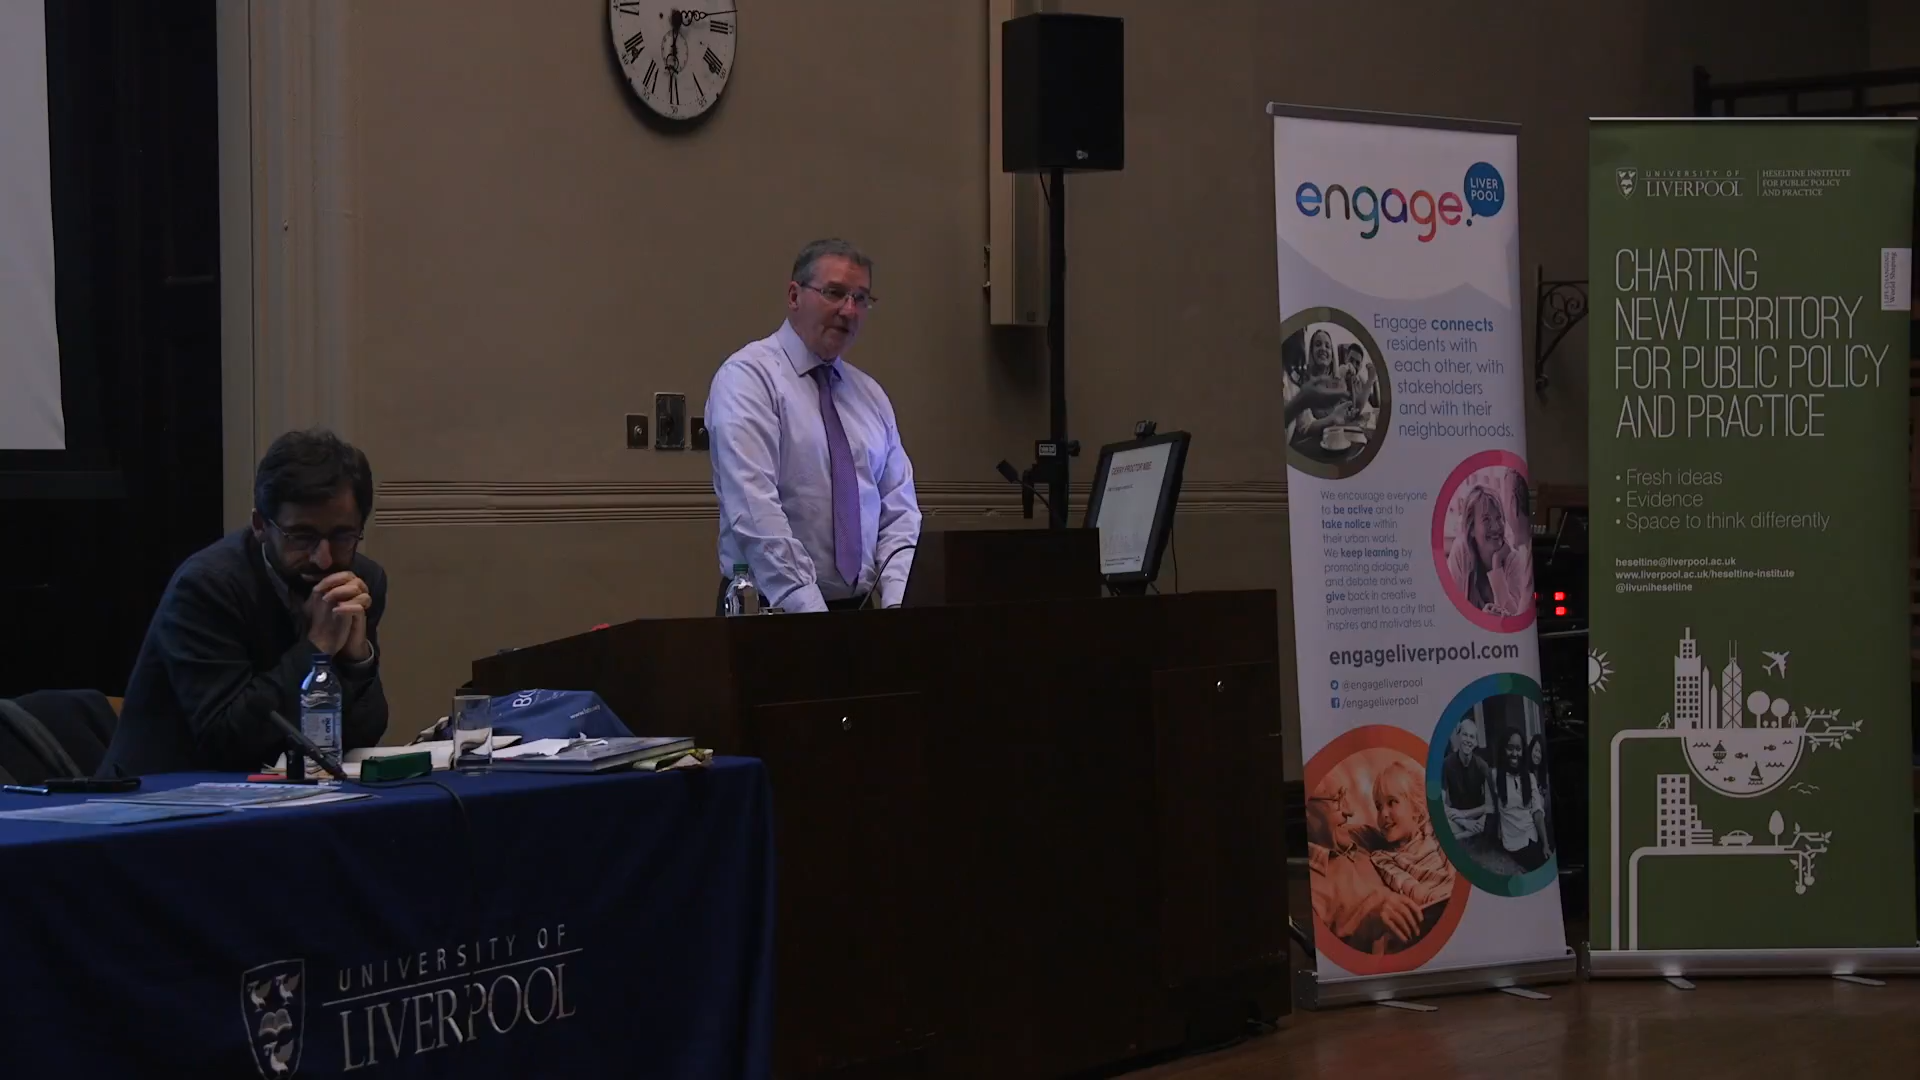 engage
LIVER
POOL
Engage connects
residents with
each other, with
stakeholders
and with their
neighbourhoods.
We encourage everyone
to be active and to
take notice within
their urban world.
We keep learning by
promoting dialogue
and debate and we
give back in creative
involvement to a city that
inspires and motivates us.
engageliverpool.com
@engageliverpool
/engageliverpool
UNIVERSITY OF
LIVERPOOL
HESELTINE INSTITUTE
FOR PUBLIC POLICY
AND PRACTICE
CHARTING
NEW TERRITORY
FOR PUBLIC POLICY
AND PRACTICE
• Fresh ideas
• Evidence
• Space to think differently
heseltine@liverpool.ac.uk
www.liverpool.ac.uk/heseltine-institute
@livuniheseltine
GERRY PROCTOR MBE
UNIVERSITY OF
LIVERPOOL